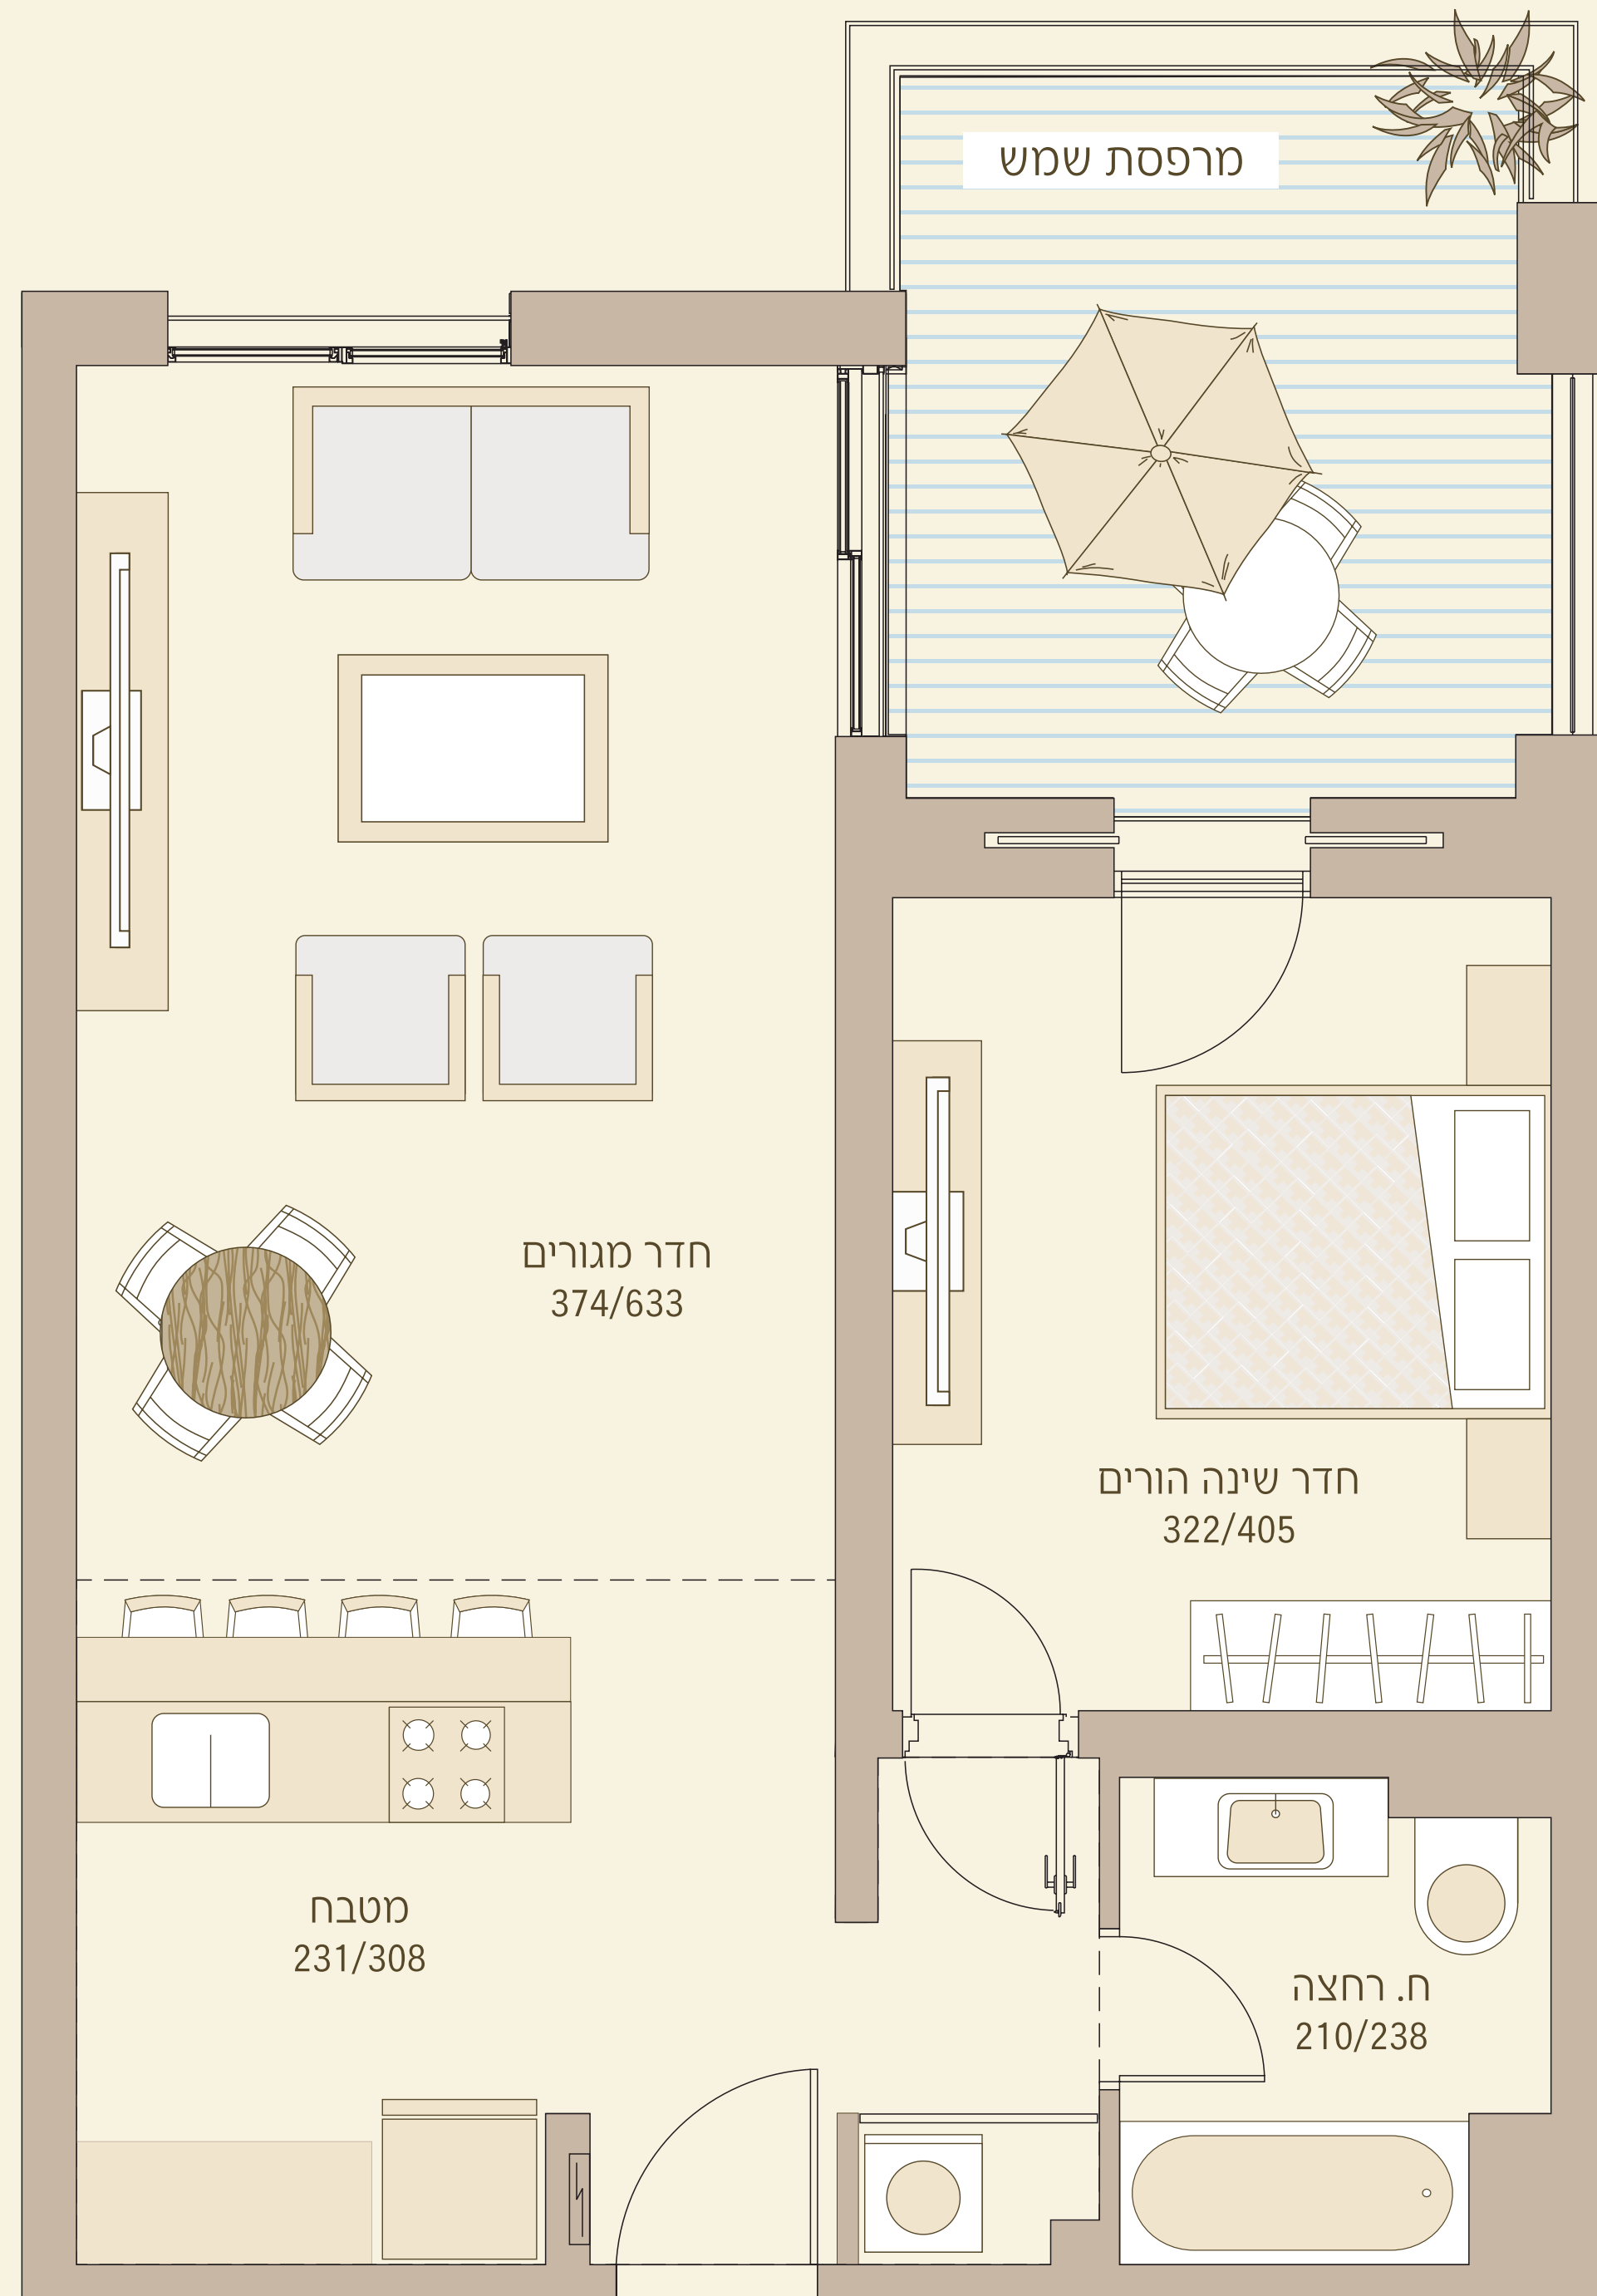 מרפסת שמש
חדר מגורים
374/633
חדר שינה הורים
322/405
מטבח
231/308
ח. רחצה
210/238